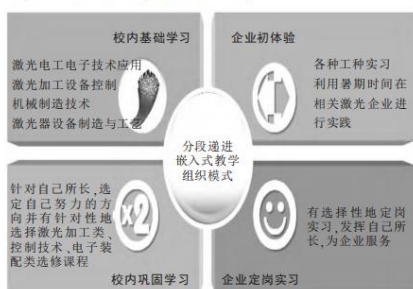 校内基础学习
激光电工电子技术应用
激光加工设备控制
机械制造技术
激光器设备制造与工艺
企业初体验
各种工种实习
利用暑期时间在
相关激光企业进
行实践
分段递进
嵌入式教学
组织模式
针对自己所长,选
定自己努力的方
向并有针对性地
选择激光加工类、
控制技术、电子装
配类选修课程
校内巩固学习
x2
有选择性地定岗
实习,发挥自己所
长,为企业服务
企业定岗实习